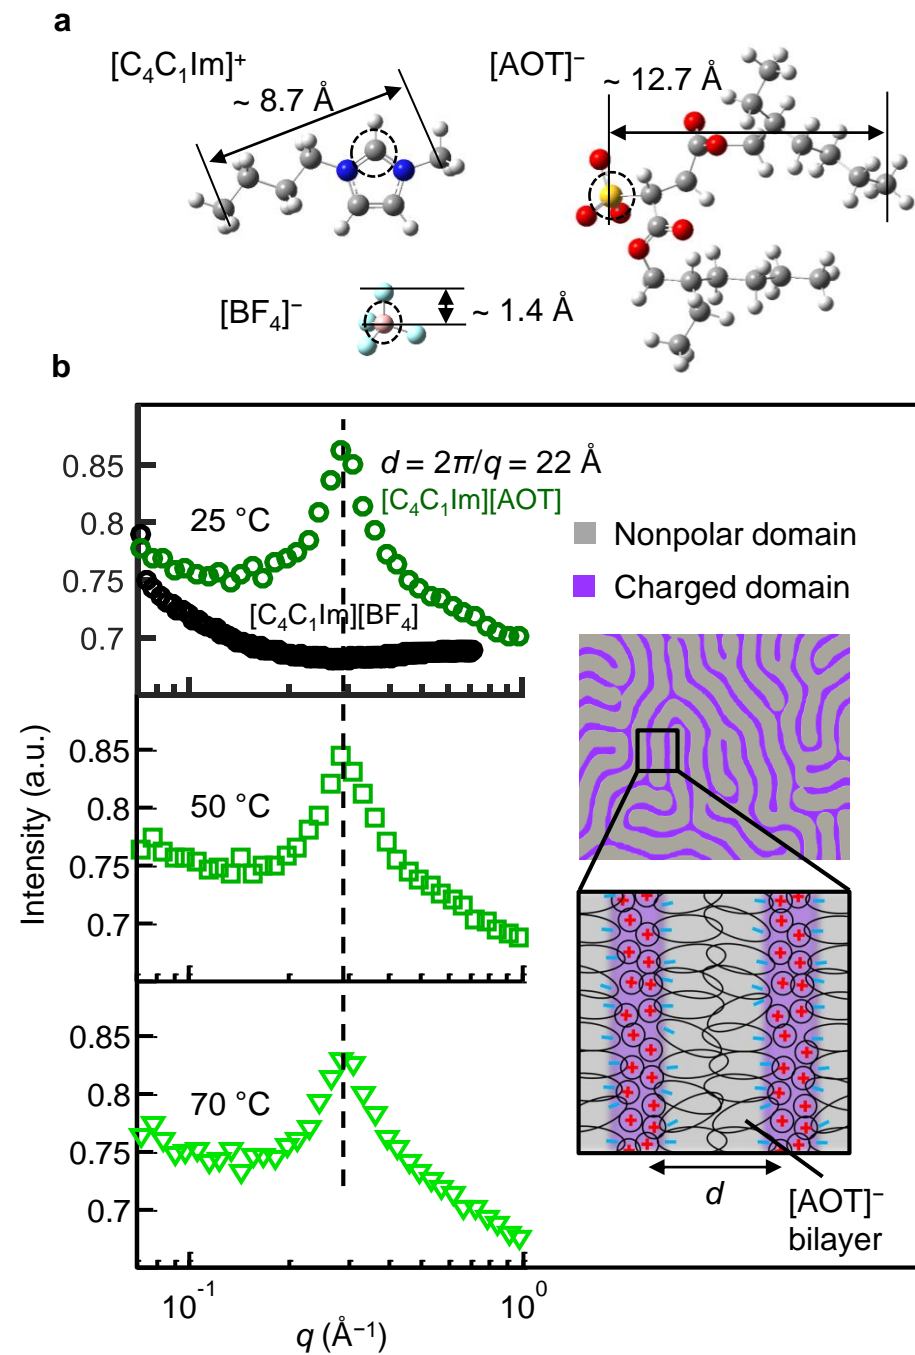 a
[C₄C₁Im]⁺
~ 8.7 Å
[AOT]⁻
~ 12.7 Å
[BF₄]⁻
~ 1.4 Å
b
Intensity (a.u.)
0.85
0.8
0.75
0.7
25 °C
d = 2π/q = 22 Å
[C₄C₁Im][AOT]
[C₄C₁Im][BF₄]
0.85
0.8
0.75
0.7
50 °C
0.85
0.8
0.75
0.7
70 °C
10⁻¹
10⁰
q (Å⁻¹)
Nonpolar domain
Charged domain
d
[AOT]⁻
bilayer